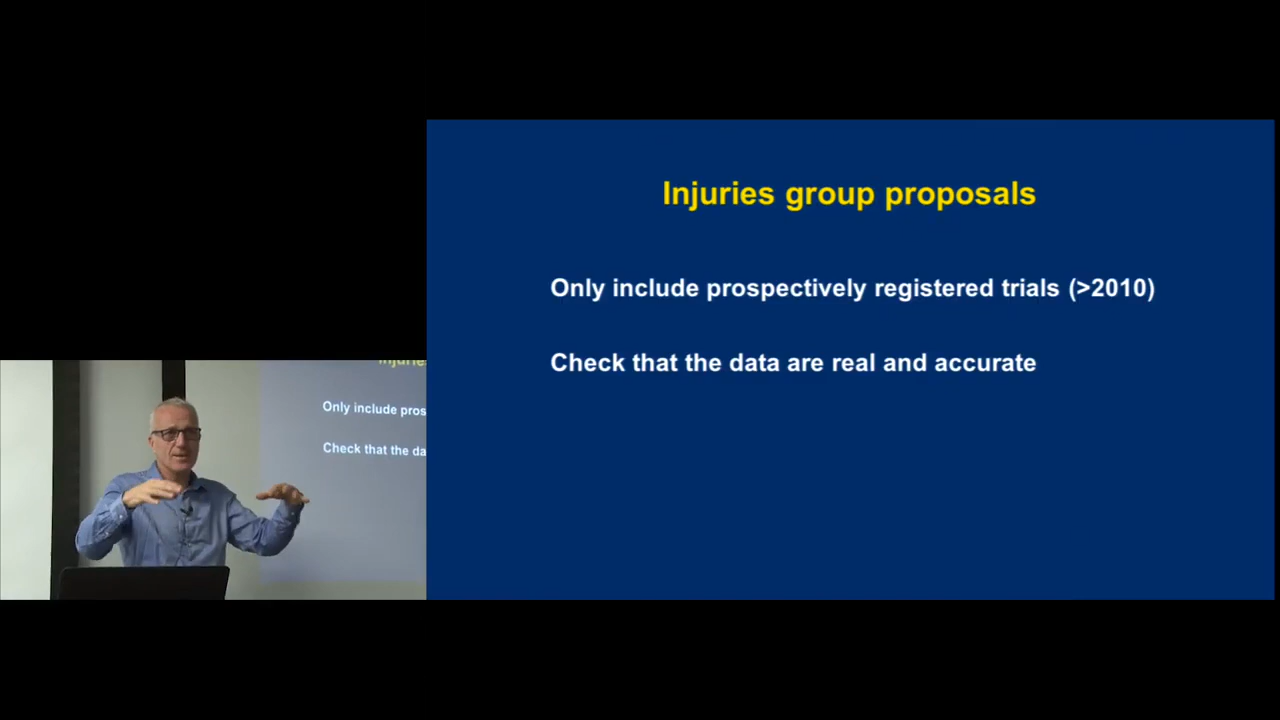 Injuries group proposals
Only include prospectively registered trials (>2010)
Check that the data are real and accurate
Injuries
Only include pros
Check that the da